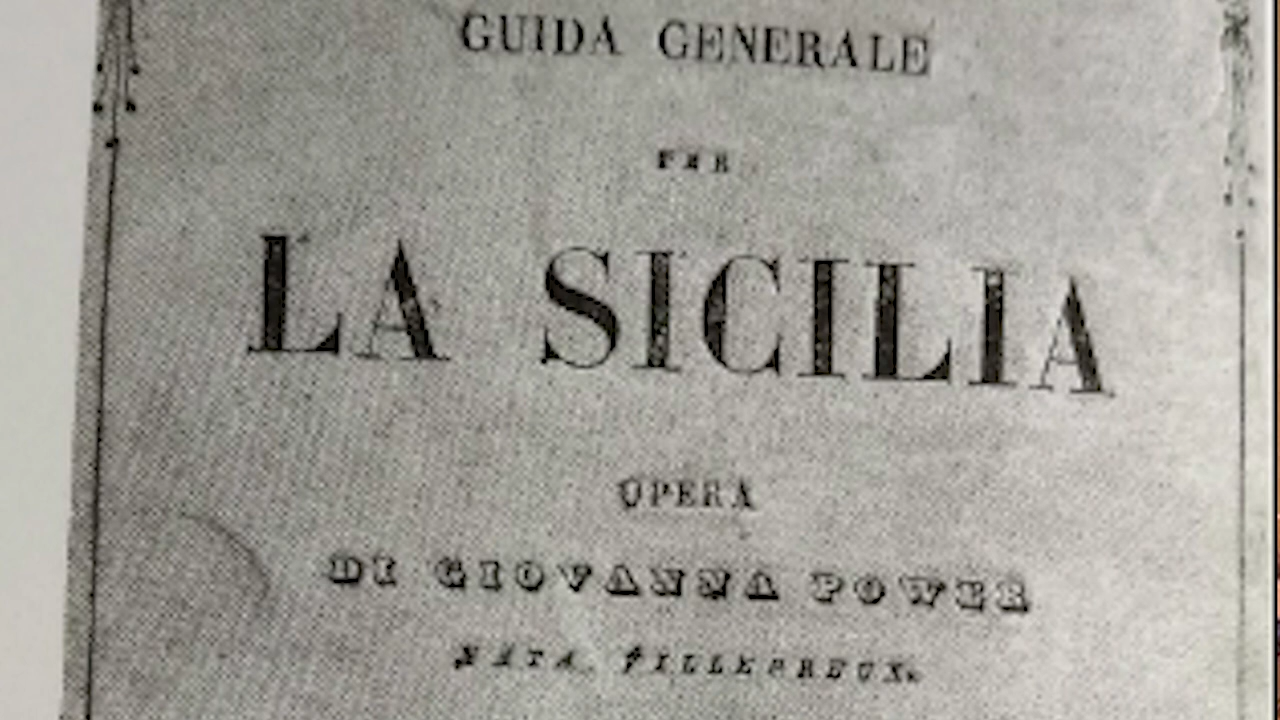 GUIDA GENERALE
PER
LA SICILIA
OPERA
DI GIOVANNA POWER
NATA VILLEPREUX.